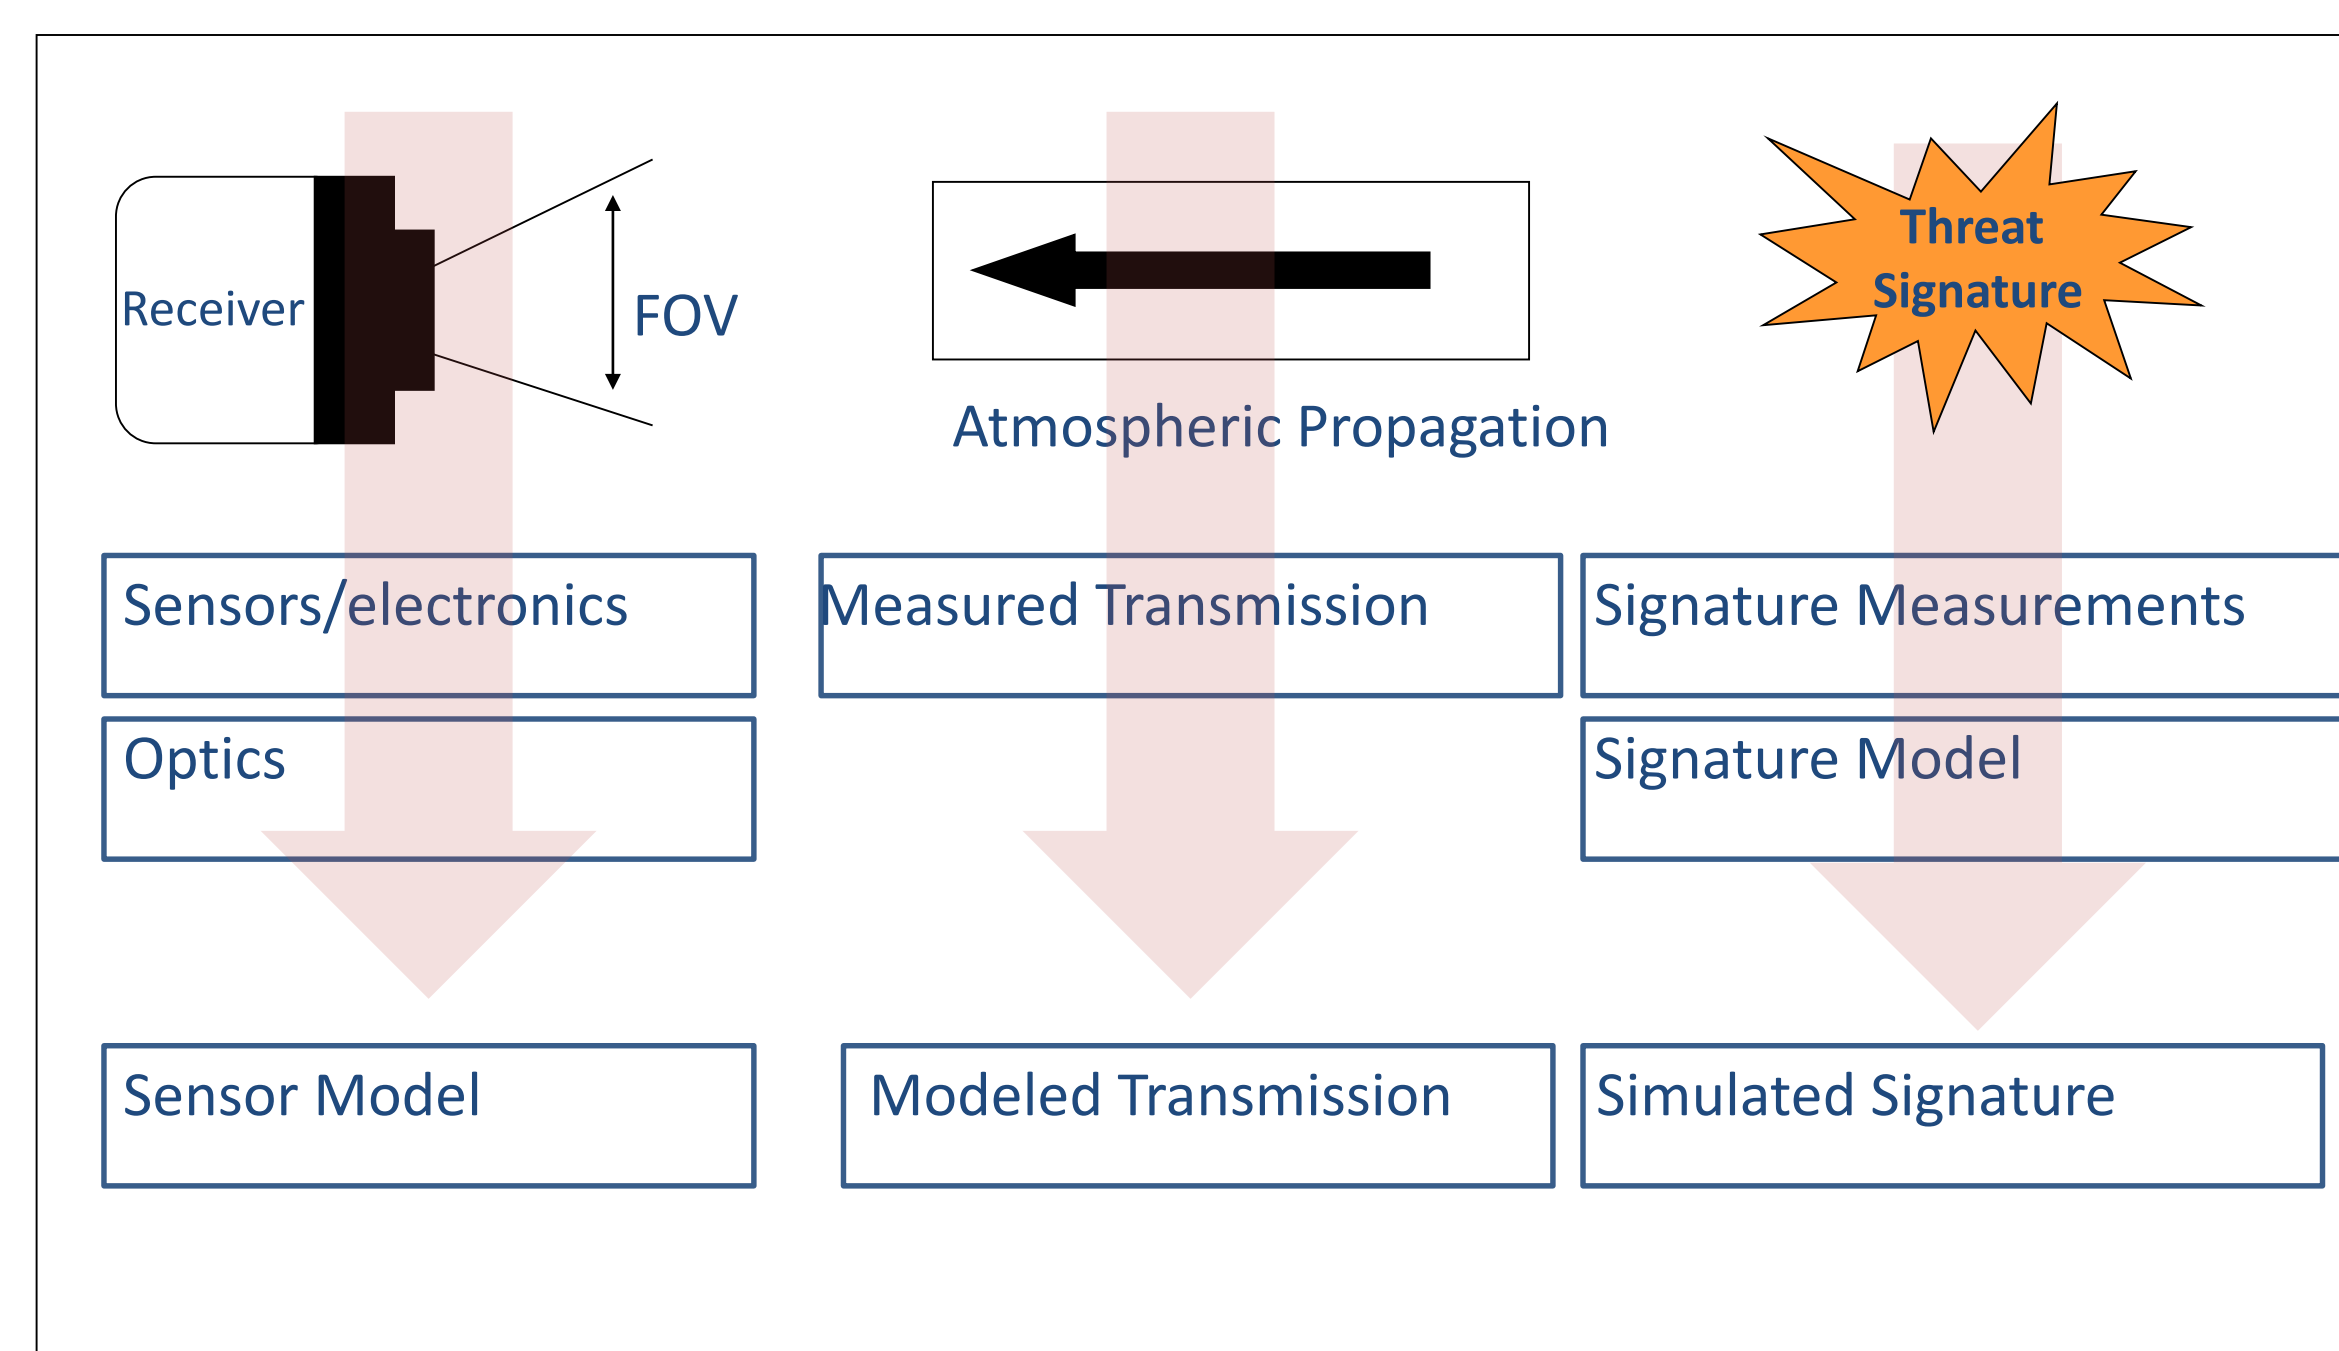 Receiver
FOV
Atmospheric Propagation
Threat
Signature
Sensors/electronics
Measured Transmission
Signature Measurements
Optics
Signature Model
Sensor Model
Modeled Transmission
Simulated Signature